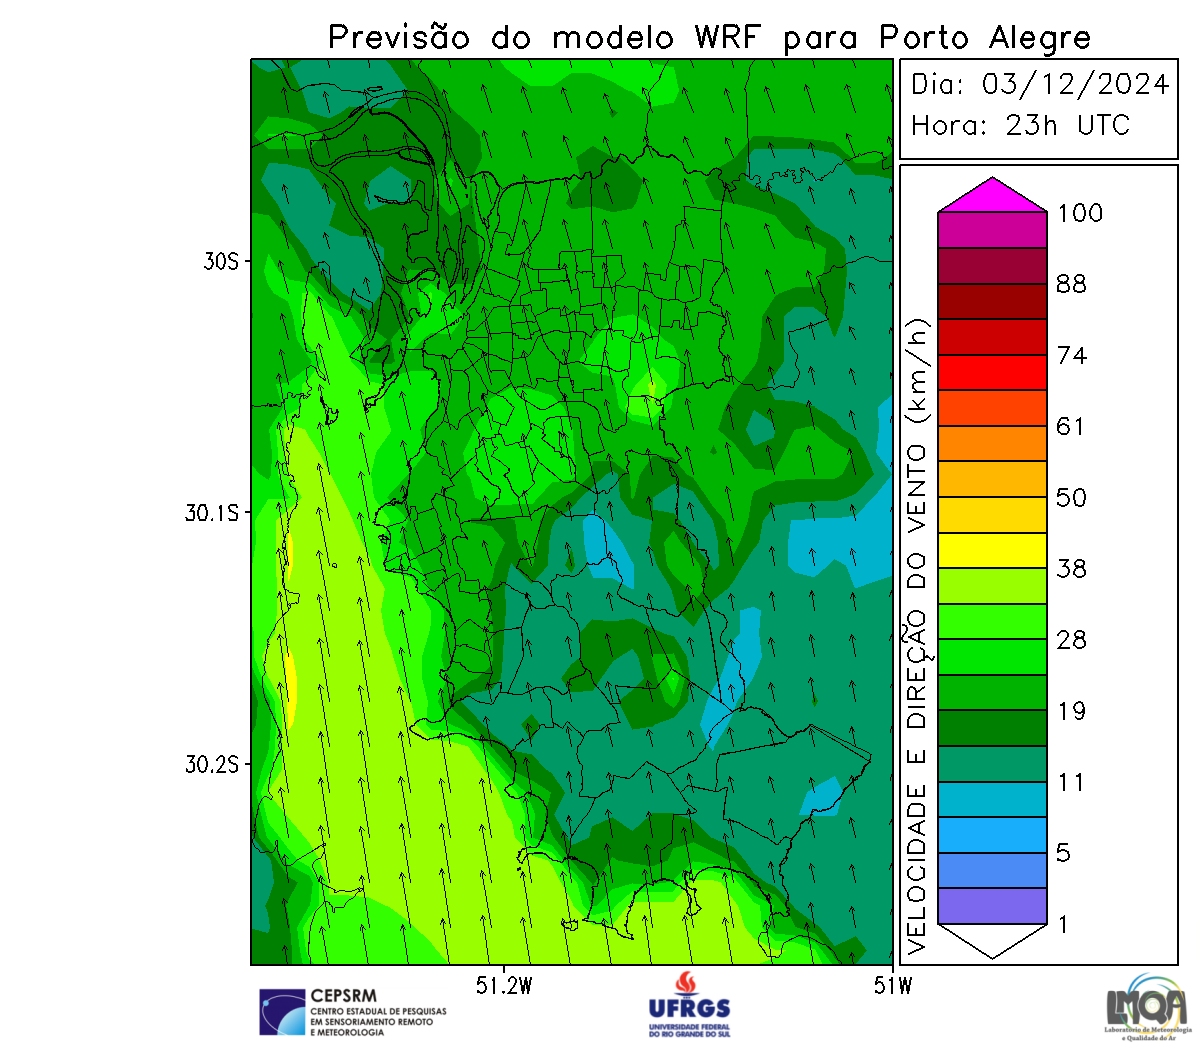 Previsão do modelo WRF para Porto Alegre
Dia: 03/12/2024
Hora: 23h UTC
30S
30.1S
30.2S
51.2W
51W
VELOCIDADE E DIREÇÃO DO VENTO (km/h)
100
88
74
61
50
38
28
19
11
5
1
CEPSRM
CENTRO ESTADUAL DE PESQUISAS
EM SENSORIAMENTO REMOTO
E METEOROLOGIA
UFRGS
UNIVERSIDADE FEDERAL
DO RIO GRANDE DO SUL
LMQA
Laboratório de Meteorologia
e Qualidade do Ar